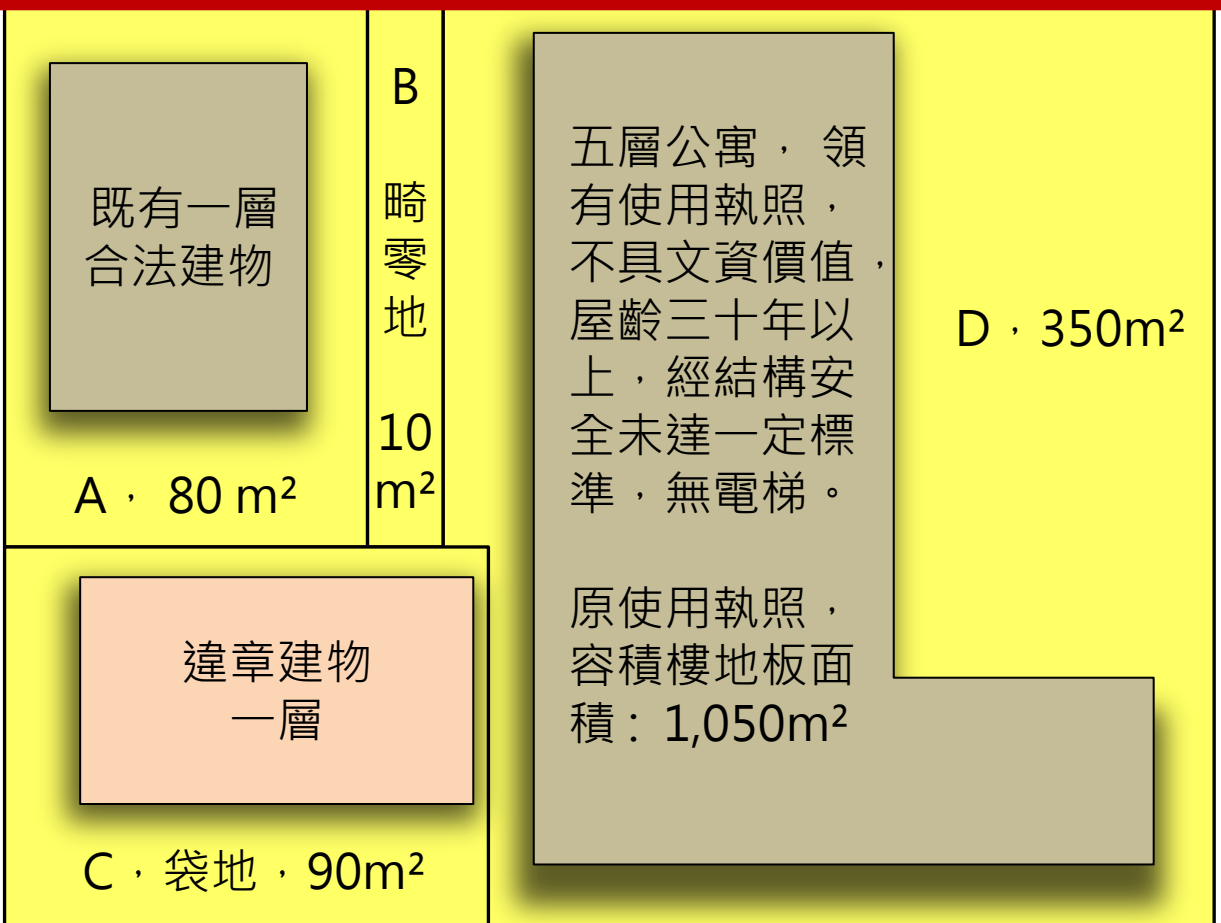 既有一層
合法建物
A， 80 m²
B
畸
零
地
10
m²
五層公寓， 領
有使用執照，
不具文資價值，
屋齡三十年以
上，經結構安
全未達一定標
準，無電梯。
原使用執照，
容積樓地板面
積：1,050m²
D，350m²
違章建物
一層
C，袋地，90m²